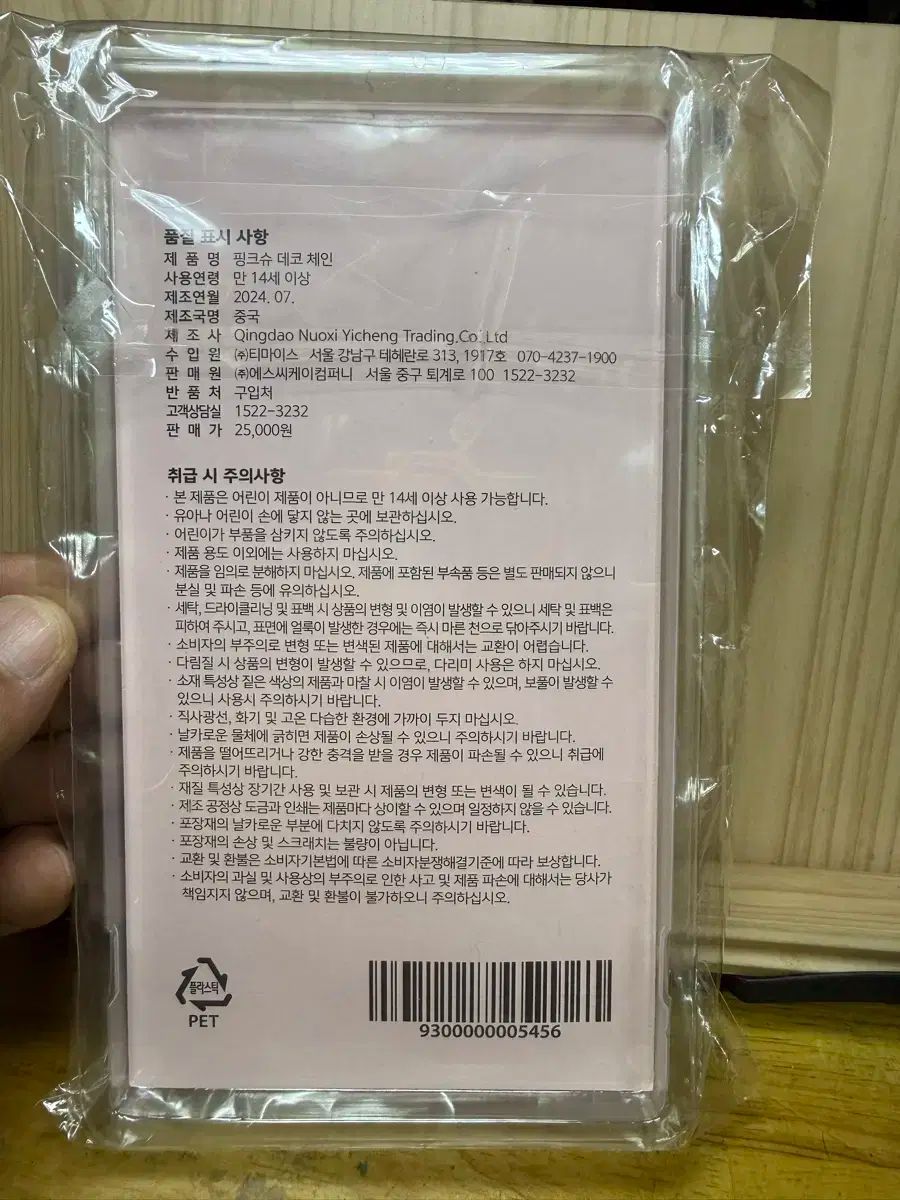 품질 표시 사항
제 품 명 핑크슈 데코 체인
사용연령 만 14세 이상
제조연월 2024. 07.
제조국명 중국
제 조 사 Qingdao Nuoxi Yicheng Trading.Co.,Ltd
수 입 원 ㈜티마이스 서울 강남구 테헤란로 313, 1917호 070-4237-1900
판 매 원 ㈜에스씨케이컴퍼니 서울 중구 퇴계로 100 1522-3232
반 품 처 구입처
고객상담실 1522-3232
판 매 가 25,000원
취급 시 주의사항
· 본 제품은 어린이 제품이 아니므로 만 14세 이상 사용 가능합니다.
· 유아나 어린이 손에 닿지 않는 곳에 보관하십시오.
· 어린이가 부품을 삼키지 않도록 주의하십시오.
· 제품 용도 이외에는 사용하지 마십시오.
· 제품을 임의로 분해하지 마십시오. 제품에 포함된 부속품 등은 별도 판매되지 않으니
분실 및 파손 등에 유의하십시오.
· 세탁, 드라이클리닝 및 표백 시 상품의 변형 및 이염이 발생할 수 있으니 세탁 및 표백은
피하여 주시고, 표면에 얼룩이 발생한 경우에는 즉시 마른 천으로 닦아주시기 바랍니다.
· 소비자의 부주의로 변형 또는 변색된 제품에 대해서는 교환이 어렵습니다.
· 다림질 시 상품의 변형이 발생할 수 있으므로, 다리미 사용은 하지 마십시오.
· 소재 특성상 짙은 색상의 제품과 마찰 시 이염이 발생할 수 있으며, 보풀이 발생할 수
있으니 사용시 주의하시기 바랍니다.
· 직사광선, 화기 및 고온 다습한 환경에 가까이 두지 마십시오.
· 날카로운 물체에 긁히면 제품이 손상될 수 있으니 주의하시기 바랍니다.
· 제품을 떨어뜨리거나 강한 충격을 받을 경우 제품이 파손될 수 있으니 취급에
주의하시기 바랍니다.
· 재질 특성상 장기간 사용 및 보관 시 제품의 변형 또는 변색이 될 수 있습니다.
· 제조 공정상 도금과 인쇄는 제품마다 상이할 수 있으며 일정하지 않을 수 있습니다.
· 포장재의 날카로운 부분에 다치지 않도록 주의하시기 바랍니다.
· 포장재의 손상 및 스크래치는 불량이 아닙니다.
· 교환 및 환불은 소비자기본법에 따른 소비자분쟁해결기준에 따라 보상합니다.
· 소비자의 과실 및 사용상의 부주의로 인한 사고 및 제품 파손에 대해서는 당사가
책임지지 않으며, 교환 및 환불이 불가하오니 주의하십시오.
플라스틱
PET
9300000005456